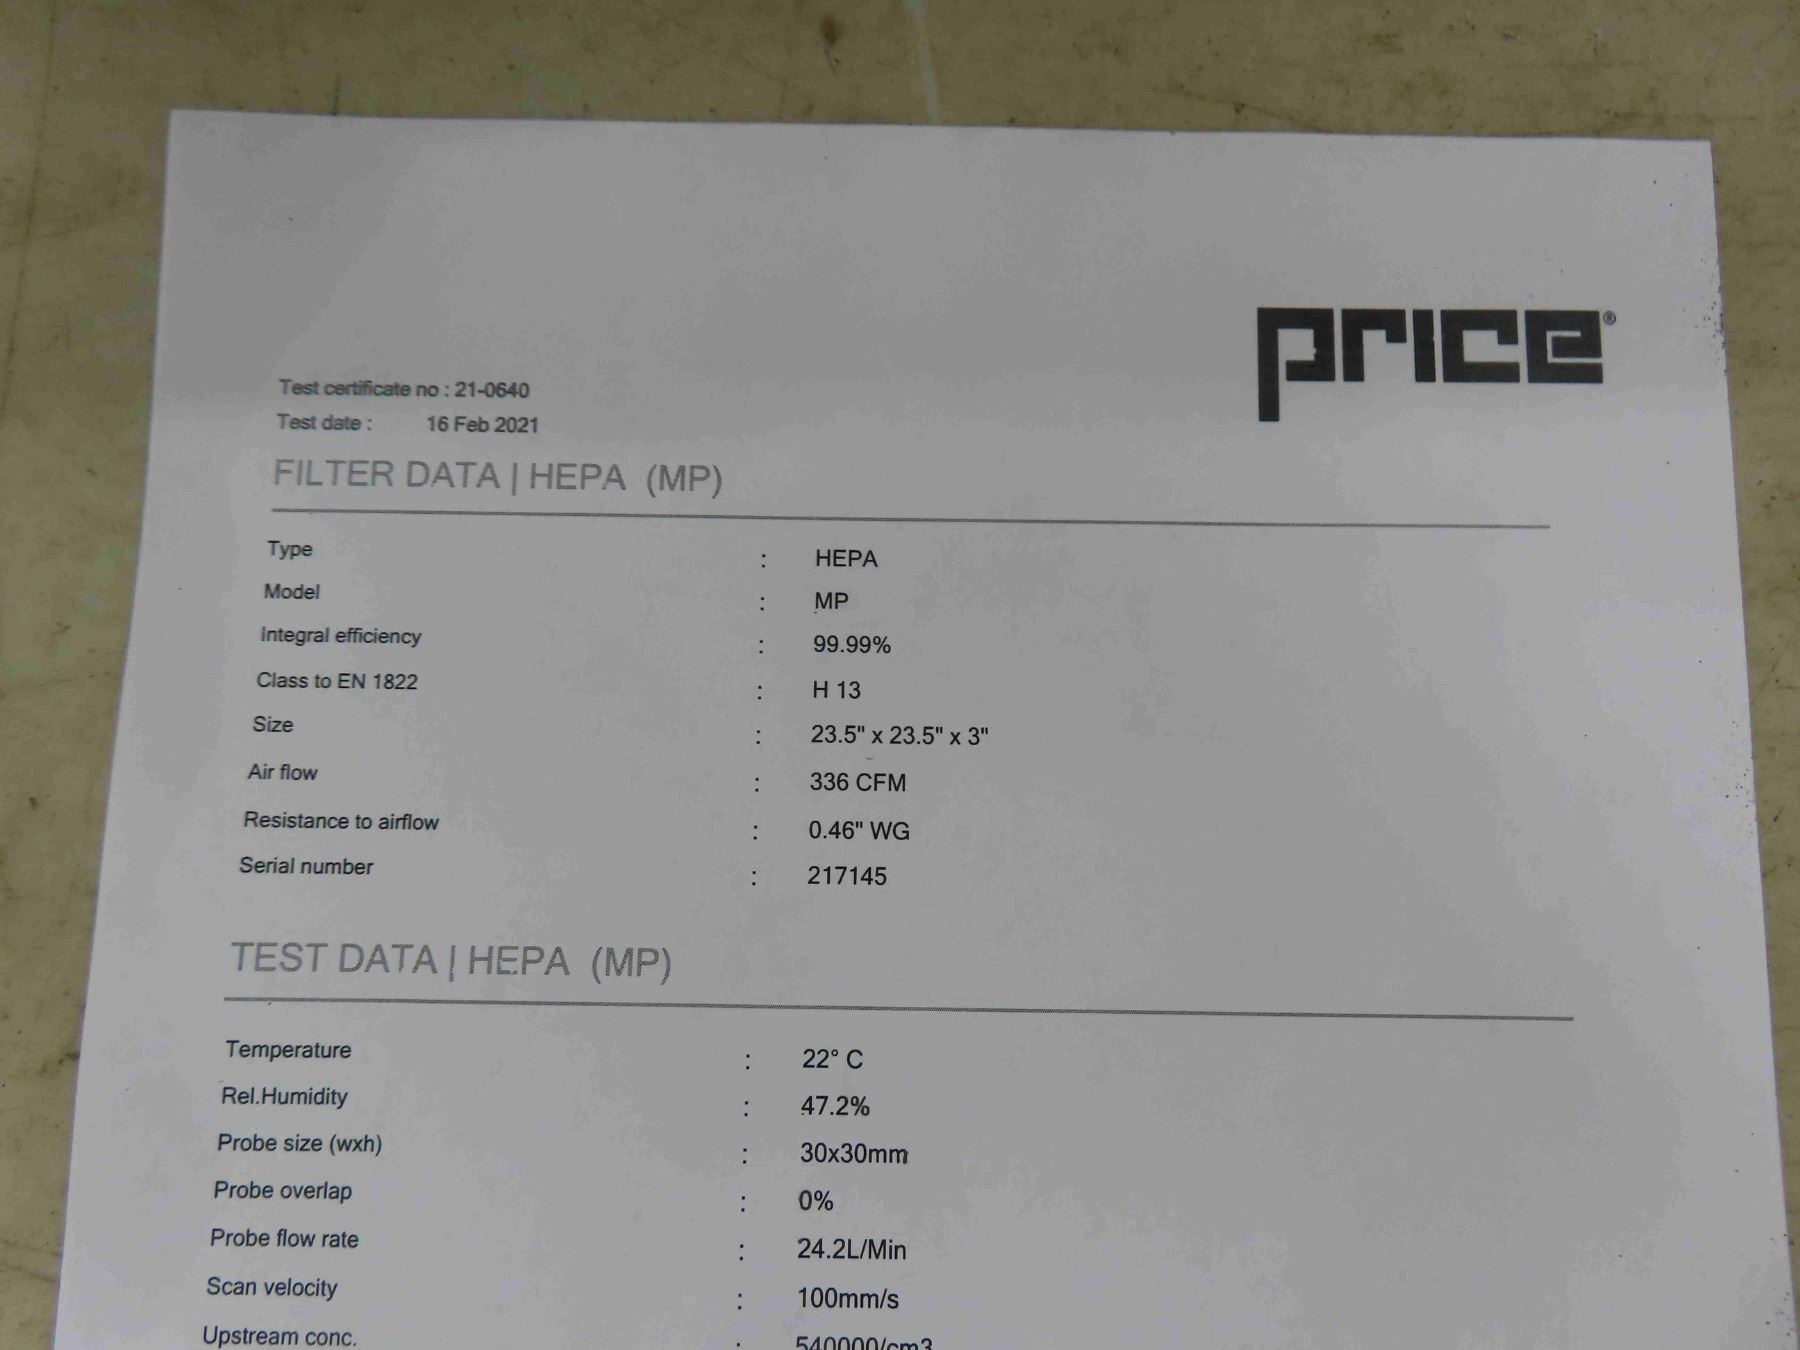 price®
Test certificate no : 21-0640
Test date : 16 Feb 2021
FILTER DATA | HEPA (MP)
Type : HEPA
Model : MP
Integral efficiency : 99.99%
Class to EN 1822 : H 13
Size : 23.5" x 23.5" x 3"
Air flow : 336 CFM
Resistance to airflow : 0.46" WG
Serial number : 217145
TEST DATA | HEPA (MP)
Temperature : 22° C
Rel.Humidity : 47.2%
Probe size (wxh) : 30x30mm
Probe overlap : 0%
Probe flow rate : 24.2L/Min
Scan velocity : 100mm/s
Upstream conc. : 540000/cm3